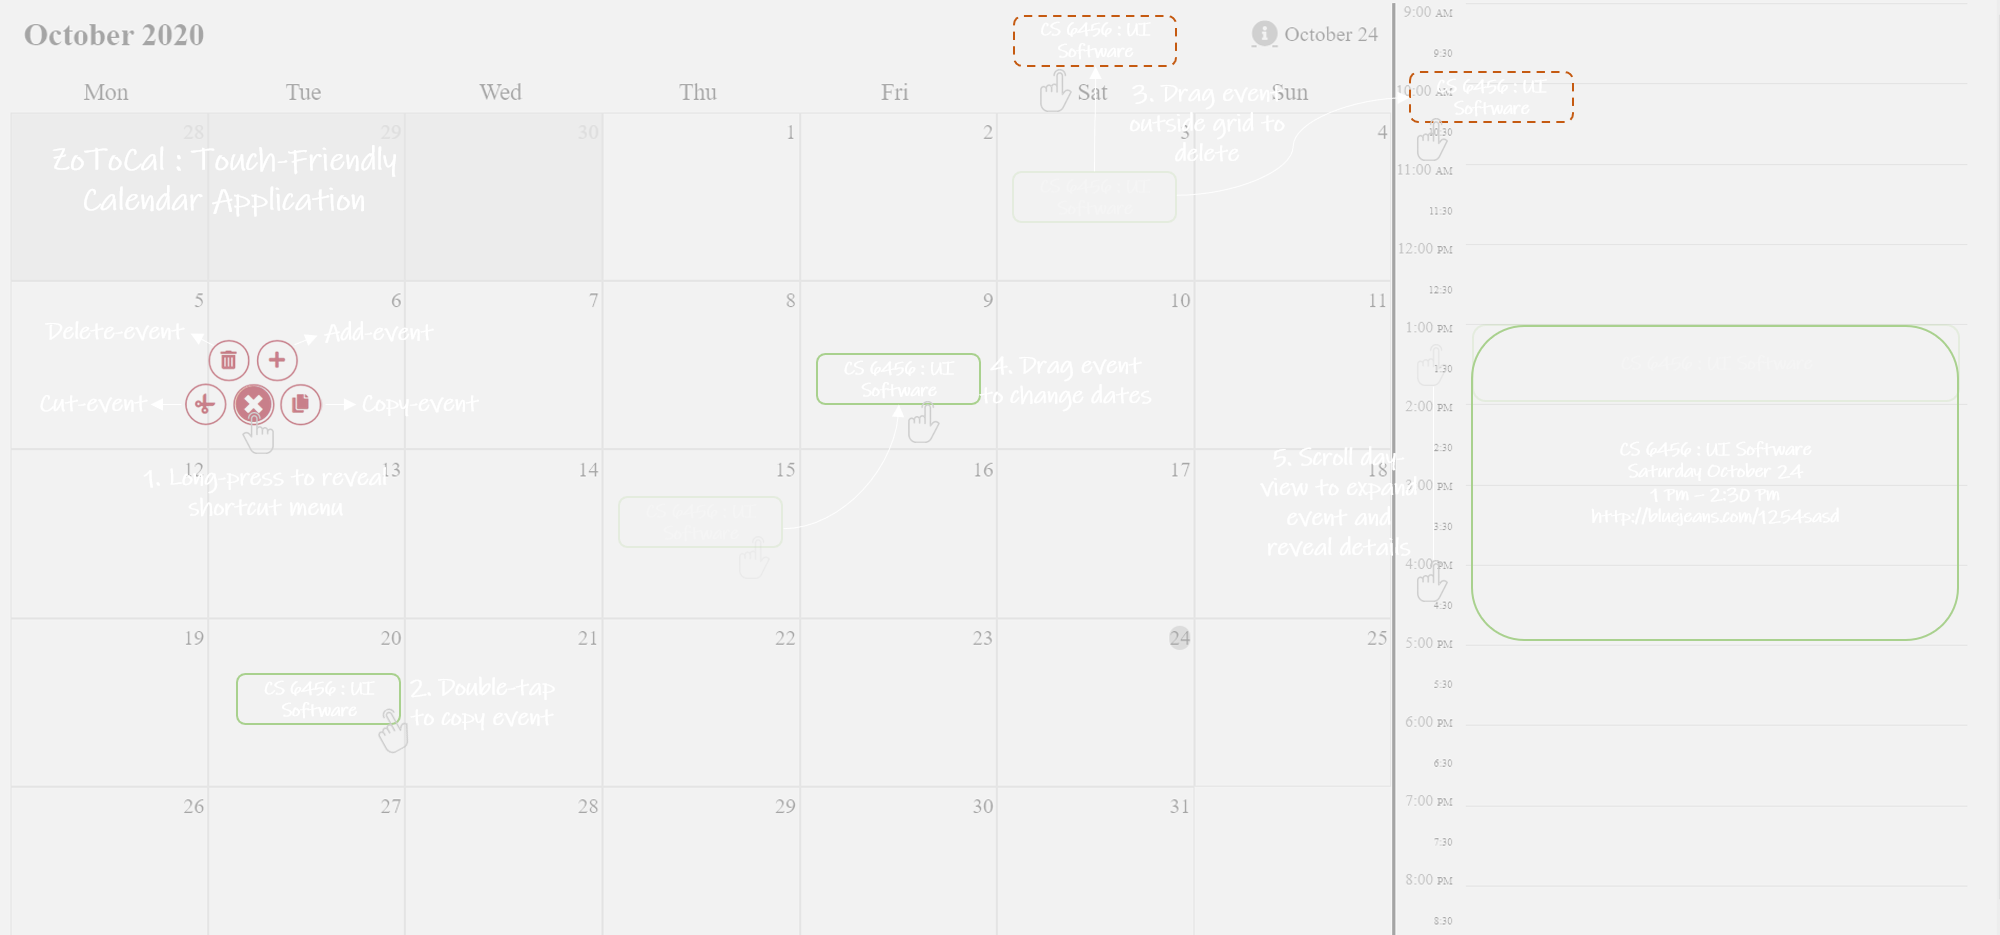 October 2020
October 24
CS 6456 : UI
Software
Mon
Tue
Wed
Thu
Fri
Sat
Sun
3. Drag event
outside grid to
delete
28
29
30
1
2
3
4
ZoToCal : Touch-Friendly
Calendar Application
CS 6456 : UI
Software
5
6
7
8
9
10
11
Delete-event
Add-event
Cut-event
Copy-event
1. Long-press to reveal
shortcut menu
CS 6456 : UI
Software
4. Drag event
to change dates
12
13
14
15
16
17
18
CS 6456 : UI
Software
5. Scroll day-
view to expand
event and
reveal details
19
20
21
22
23
24
25
CS 6456 : UI
Software
2. Double-tap
to copy event
26
27
28
29
30
31
9:00 AM
9:30
10:00 AM
CS 6456 : UI
Software
10:30
11:00 AM
11:30
12:00 PM
12:30
1:00 PM
1:30
2:00 PM
2:30
3:00 PM
3:30
4:00 PM
4:30
5:00 PM
5:30
6:00 PM
6:30
7:00 PM
7:30
8:00 PM
8:30
Software
CS 6456 : UI Software
Saturday October 24
1 Pm - 2:30 Pm
http://bluejeans.com/1254sasd